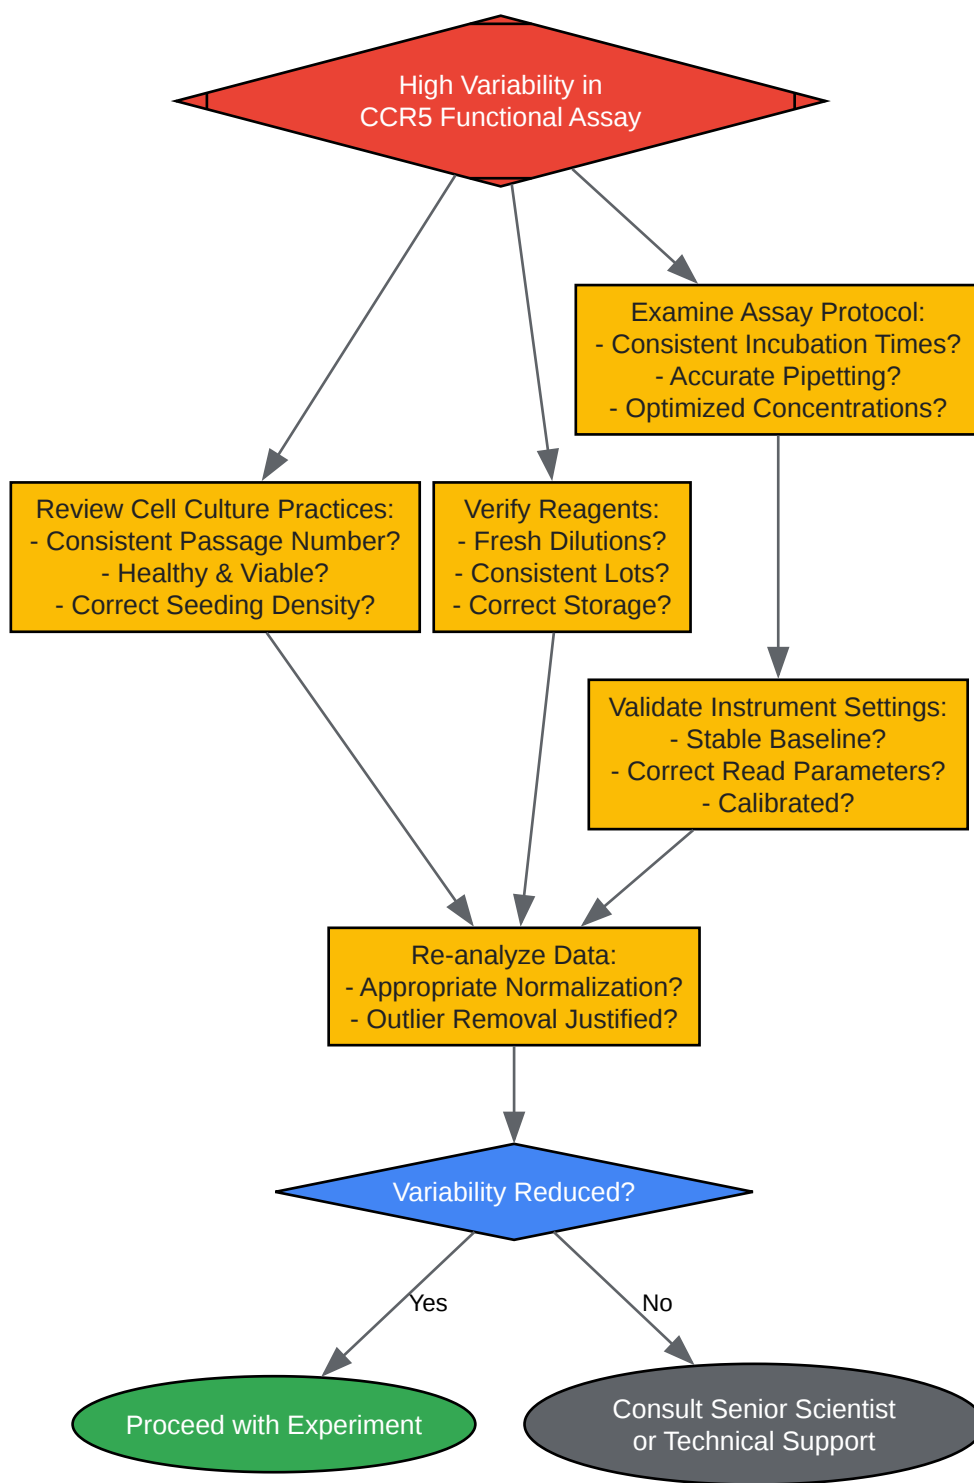 High Variability in
CCR5 Functional Assay
Examine Assay Protocol:
- Consistent Incubation Times?
- Accurate Pipetting?
- Optimized Concentrations?
Review Cell Culture Practices:
- Consistent Passage Number?
- Healthy & Viable?
- Correct Seeding Density?
Verify Reagents:
- Fresh Dilutions?
- Consistent Lots?
- Correct Storage?
Validate Instrument Settings:
- Stable Baseline?
- Correct Read Parameters?
- Calibrated?
Re-analyze Data:
- Appropriate Normalization?
- Outlier Removal Justified?
Variability Reduced?
Yes
No
Proceed with Experiment
Consult Senior Scientist
or Technical Support